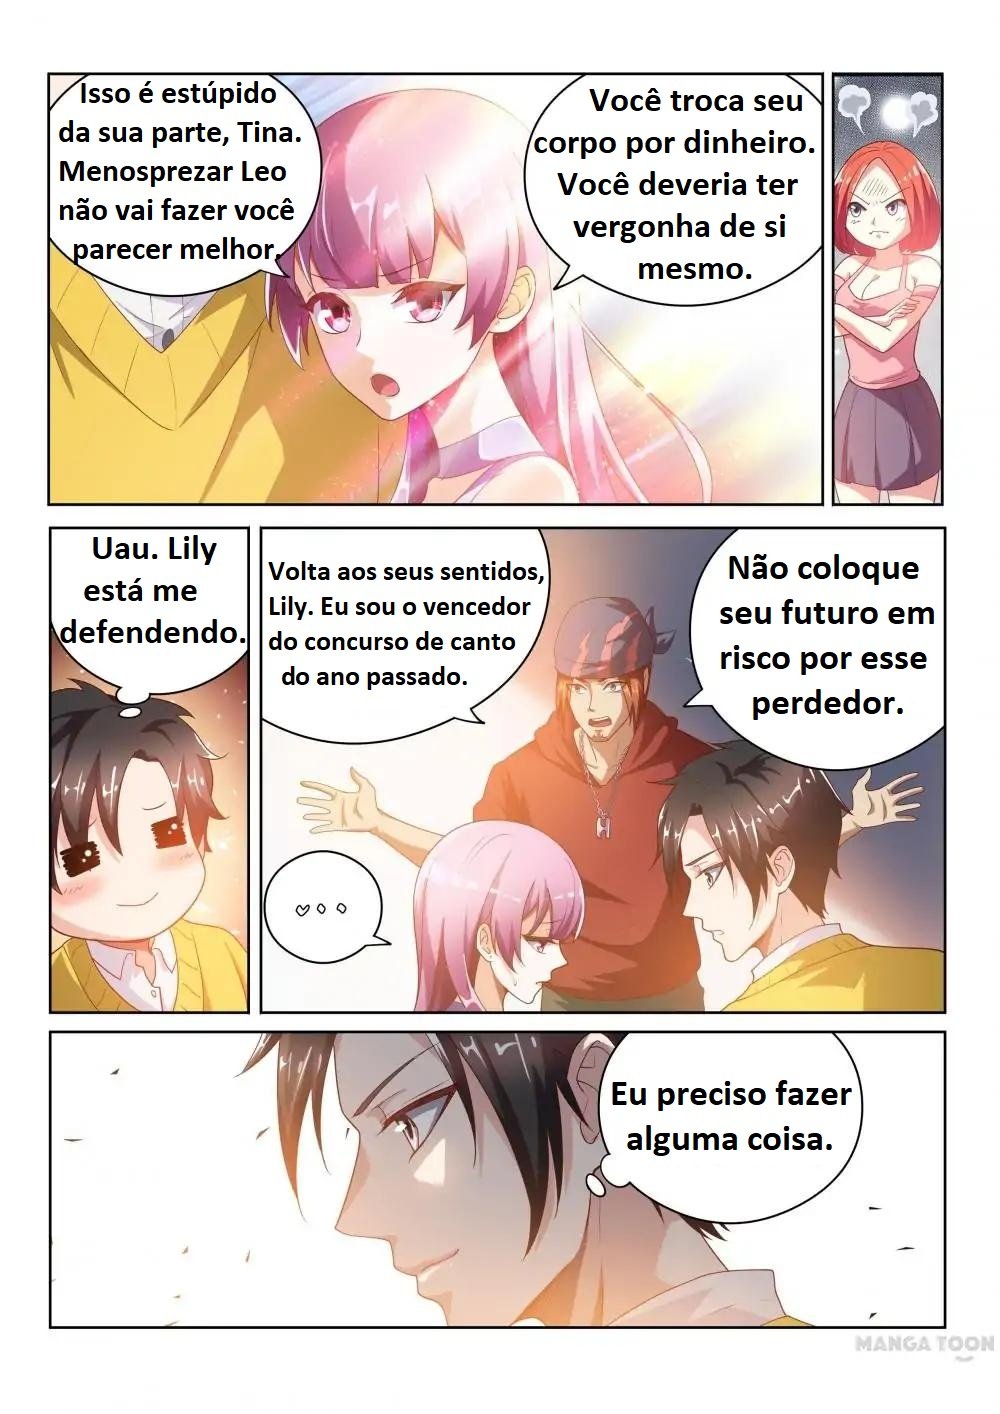 Isso é estúpido
da sua parte, Tina.
Menosprezar Leo
não vai fazer você
parecer melhor.
Você troca seu
corpo por dinheiro.
Você deveria ter
vergonha de si
mesmo.
Uau. Lily
está me
defendendo.
Volta aos seus sentidos,
Lily. Eu sou o vencedor
do concurso de canto
do ano passado.
Não coloque
seu futuro em
risco por esse
perdedor.
Eu preciso fazer
alguma coisa.
MANGA TOON